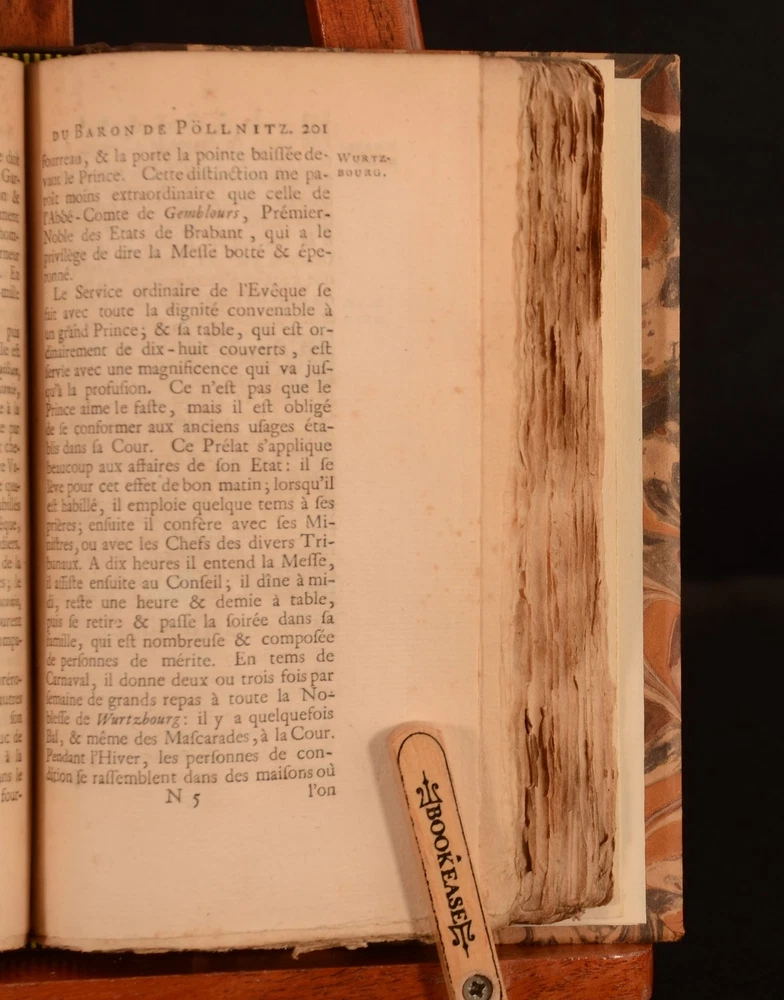 DU BARON DE PÖLLNITZ. 201
fourreau, & la porte la pointe baiſſée de-
WURTZ-
BOURG.
vant le Prince. Cette diſtinction me pa-
roît moins extraordinaire que celle de
l'Abbé-Comte de Gemblours, Prémier-
Noble des Etats de Brabant, qui a le
privilège de dire la Meſſe botté & épe-
ronné.
Le Service ordinaire de l'Evêque ſe
fait avec toute la dignité convenable à
un grand Prince; & ſa table, qui eſt or-
dinairement de dix-huit couverts, eſt
ſervie avec une magnificence qui va juſ-
qu'à la profuſion. Ce n'eſt pas que le
Prince aime le faſte, mais il eſt obligé
de ſe conformer aux anciens uſages éta-
blis dans ſa Cour. Ce Prélat s'applique
beaucoup aux affaires de ſon Etat: il ſe
lève pour cet effet de bon matin; lorſqu'il
eſt habillé, il emploie quelque tems à ſes
prières; enſuite il confère avec ſes Mi-
niſtres, ou avec les Chefs des divers Tri-
bunaux. A dix heures il entend la Meſſe,
il aſſiſte enſuite au Conſeil; il dîne à mi-
di, reſte une heure & demie à table,
puis ſe retire & paſſe la ſoirée dans ſa
famille, qui eſt nombreuſe & compoſée
de perſonnes de mérite. En tems de
Carnaval, il donne deux ou trois fois par
ſemaine de grands repas à toute la No-
bleſſe de Wurtzbourg: il y a quelquefois
Bal, & même des Maſcarades, à la Cour.
Pendant l'Hiver, les perſonnes de con-
dition ſe raſſemblent dans des maiſons où
N 5 l'on
BOOKEASE